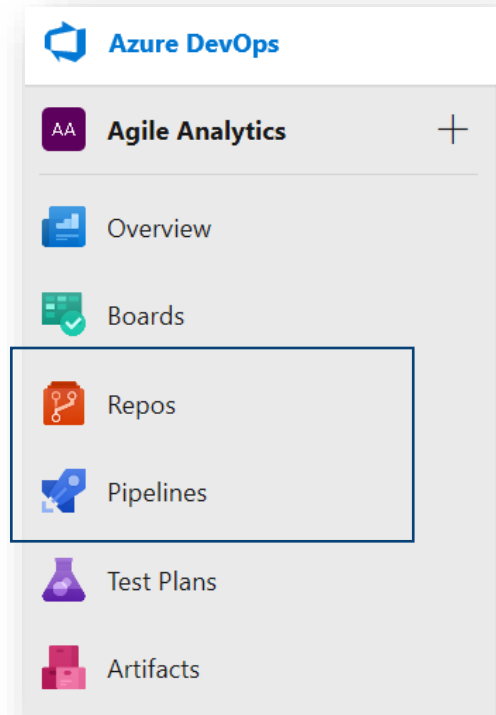 Azure DevOps
AA Agile Analytics
Overview
Boards
Repos
Pipelines
Test Plans
Artifacts